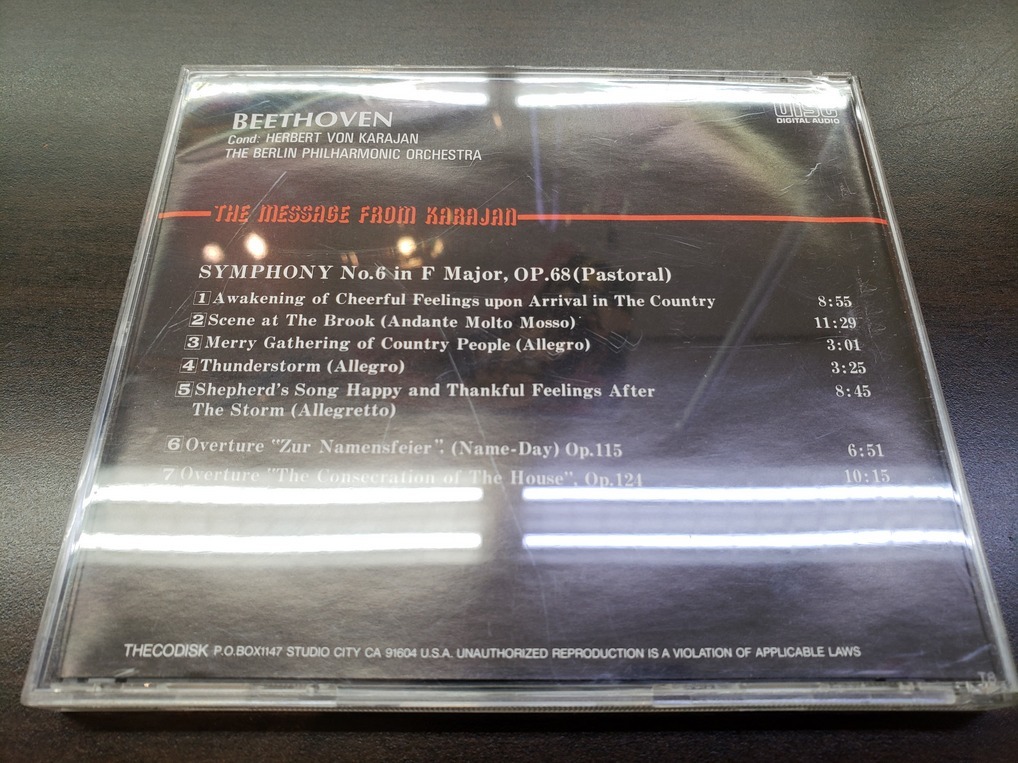 BEETHOVEN
Cond: HERBERT VON KARAJAN
THE BERLIN PHILHARMONIC ORCHESTRA
DISC
DIGITAL AUDIO
THE MESSAGE FROM KARAJAN
SYMPHONY No.6 in F Major, OP.68(Pastoral)
1 Awakening of Cheerful Feelings upon Arrival in The Country 8:55
2 Scene at The Brook (Andante Molto Mosso) 11:29
3 Merry Gathering of Country People (Allegro) 3:01
4 Thunderstorm (Allegro) 3:25
5 Shepherd's Song Happy and Thankful Feelings After 8:45
The Storm (Allegretto)
6 Overture "Zur Namensfeier". (Name-Day) Op.115 6:51
7 Overture "The Consecration of The House", Op.124 10:15
THECODISK P.O.BOX1147 STUDIO CITY CA 91604 U.S.A. UNAUTHORIZED REPRODUCTION IS A VIOLATION OF APPLICABLE LAWS